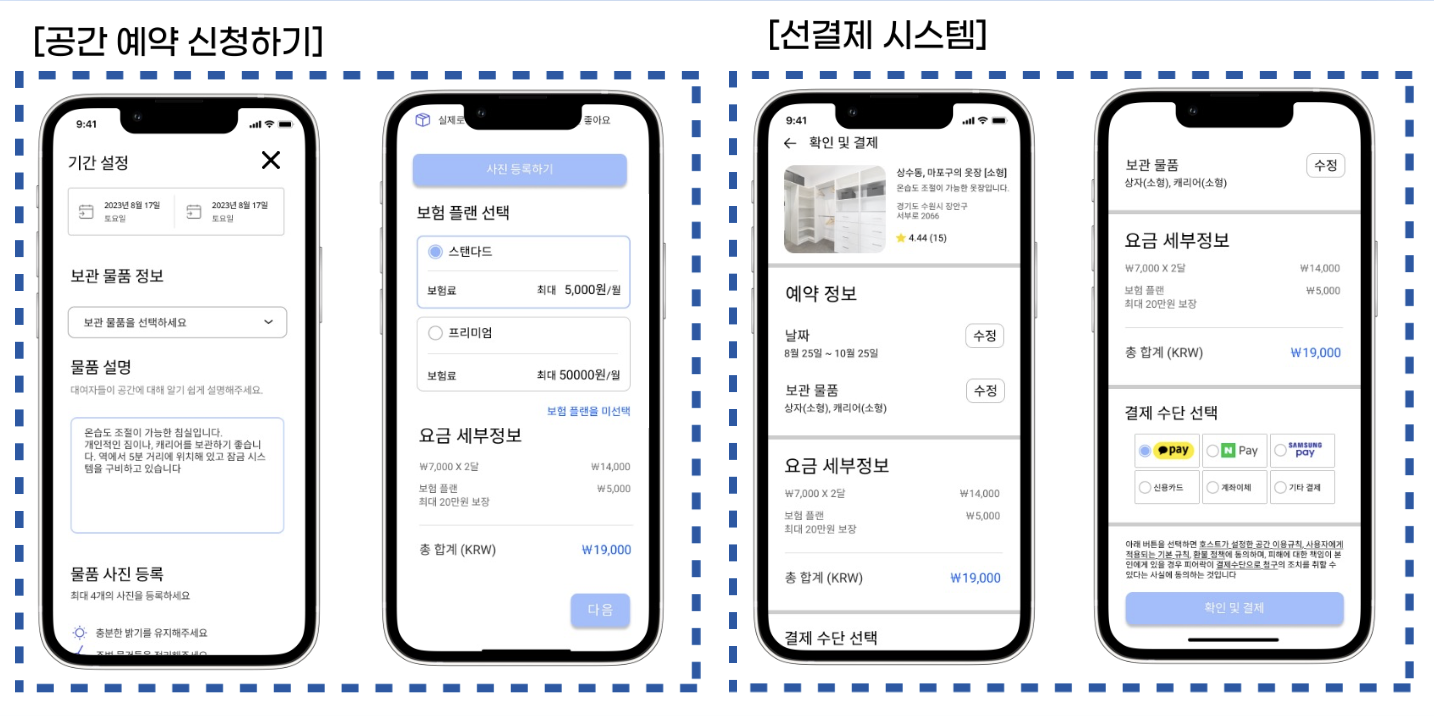 [공간 예약 신청하기]
[선결제 시스템]
9:41
기간 설정
2023년 8월 17일
토요일
2023년 8월 17일
토요일
보관 물품 정보
보관 물품을 선택하세요
물품 설명
대여자들이 공간에 대해 알기 쉽게 설명해주세요.
온습도 조절이 가능한 침실입니다.
개인적인 짐이나, 캐리어를 보관하기 좋습니
다. 역에서 5분 거리에 위치해 있고 잠금 시스
템을 구비하고 있습니다
물품 사진 등록
최대 4개의 사진을 등록하세요
충분한 밝기를 유지해주세요
실제로 좋아요
사진 등록하기
보험 플랜 선택
스탠다드
보험료 최대 5,000원/월
프리미엄
보험료 최대 50000원/월
보험 플랜을 미선택
요금 세부정보
₩7,000 X 2달 ₩14,000
보험 플랜 ₩5,000
최대 20만원 보장
총 합계 (KRW) ₩19,000
다음
9:41
확인 및 결제
상수동, 마포구의 옷장 [소형]
온습도 조절이 가능한 옷장입니다.
경기도 수원시 장안구
서부로 2066
4.44 (15)
예약 정보
날짜 수정
8월 25일 ~ 10월 25일
보관 물품 수정
상자(소형), 캐리어(소형)
요금 세부정보
₩7,000 X 2달 ₩14,000
보험 플랜 ₩5,000
최대 20만원 보장
총 합계 (KRW) ₩19,000
결제 수단 선택
보관 물품 수정
상자(소형), 캐리어(소형)
요금 세부정보
₩7,000 X 2달 ₩14,000
보험 플랜 ₩5,000
최대 20만원 보장
총 합계 (KRW) ₩19,000
결제 수단 선택
pay N Pay SAMSUNG pay
신용카드 계좌이체 기타 결제
아래 버튼을 선택하면 호스트가 설정한 공간 이용규칙, 사용자에게
적용되는 기본 규칙, 환불 정책에 동의하며, 피해에 대한 책임이 본
인에게 있을 경우 피어락이 결제수단으로 청구의 조치를 취할 수
있다는 사실에 동의하는 것입니다
확인 및 결제